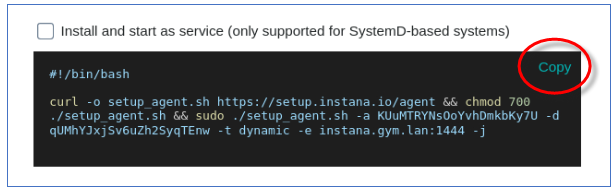 Install and start as service (only supported for SystemD-based systems)
Copy
#!/bin/bash
curl -o setup_agent.sh https://setup.instana.io/agent && chmod 700
./setup_agent.sh && sudo ./setup_agent.sh -a KUuMTRYNsOoYvhDmkbKy7U -d
qUMhYJxjSv6uZh2SyqTEnw -t dynamic -e instana.gym.lan:1444 -j